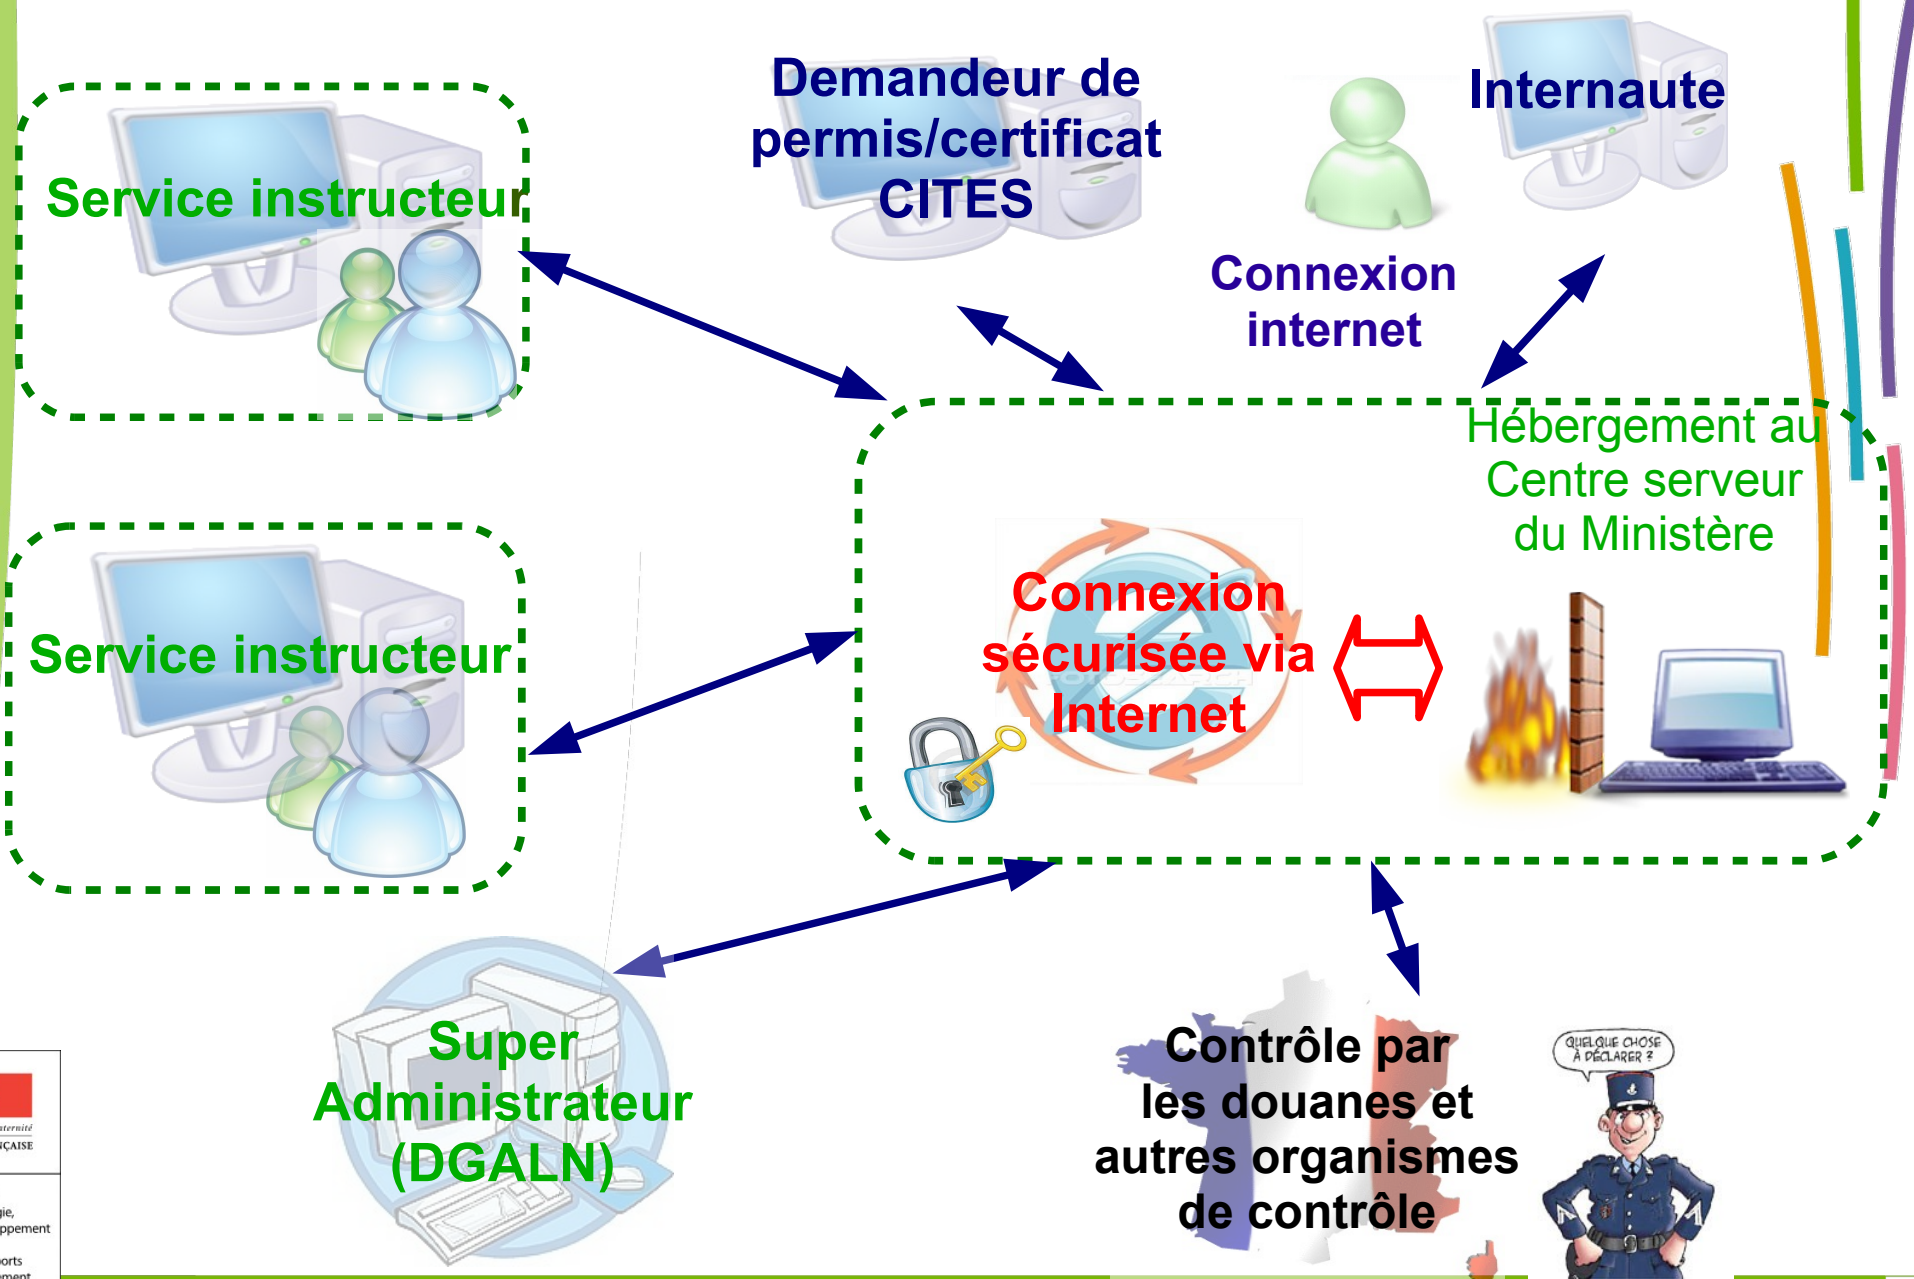 Demandeur de
permis/certificat
CITES
Internaute
Service instructeur
Connexion
internet
Hébergement au
Centre serveur
du Ministère
Connexion
sécurisée via
Internet
Service instructeur
Super
Administrateur
(DGALN)
Contrôle par
les douanes et
autres organismes
de contrôle
QUELQUE CHOSE
À DÉCLARER ?